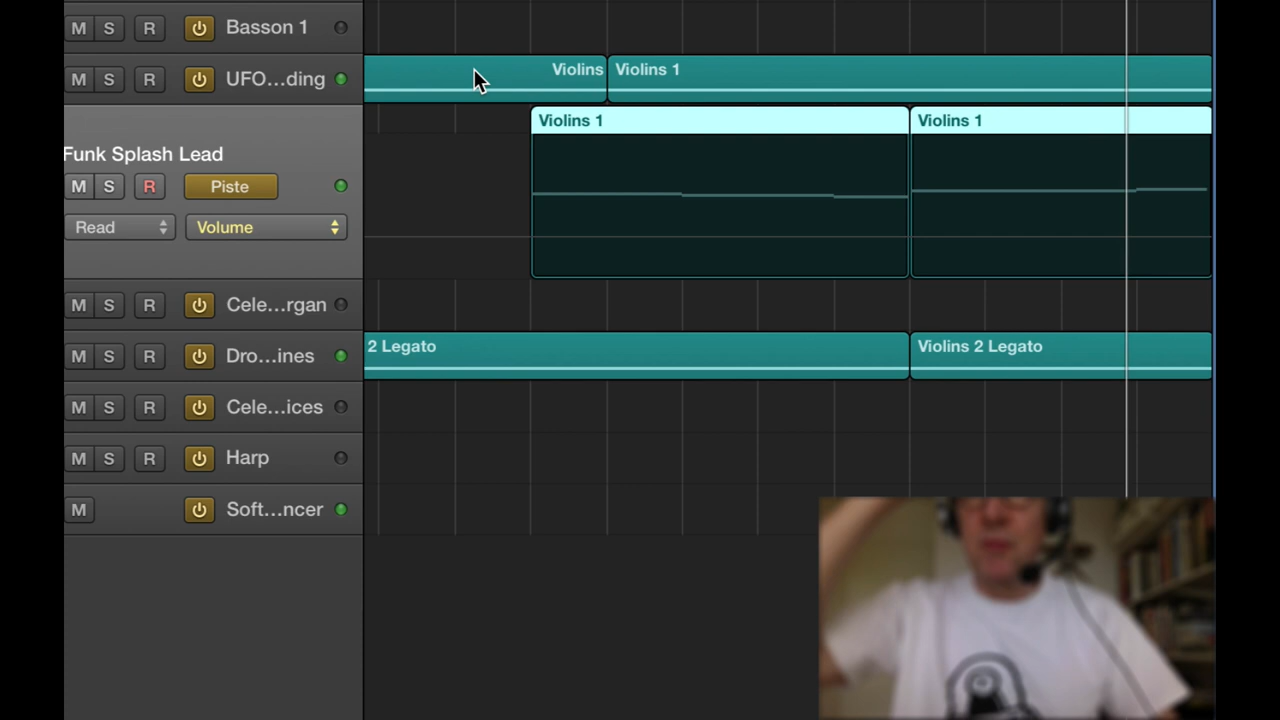 M S R Basson 1
M S R UFO...ding Violins Violins 1
Violins 1 Violins 1
Funk Splash Lead
M S R Piste
Read Volume
M S R Cele...rgan
M S R Dro...ines 2 Legato Violins 2 Legato
M S R Cele...ices
M S R Harp
M Soft...ncer